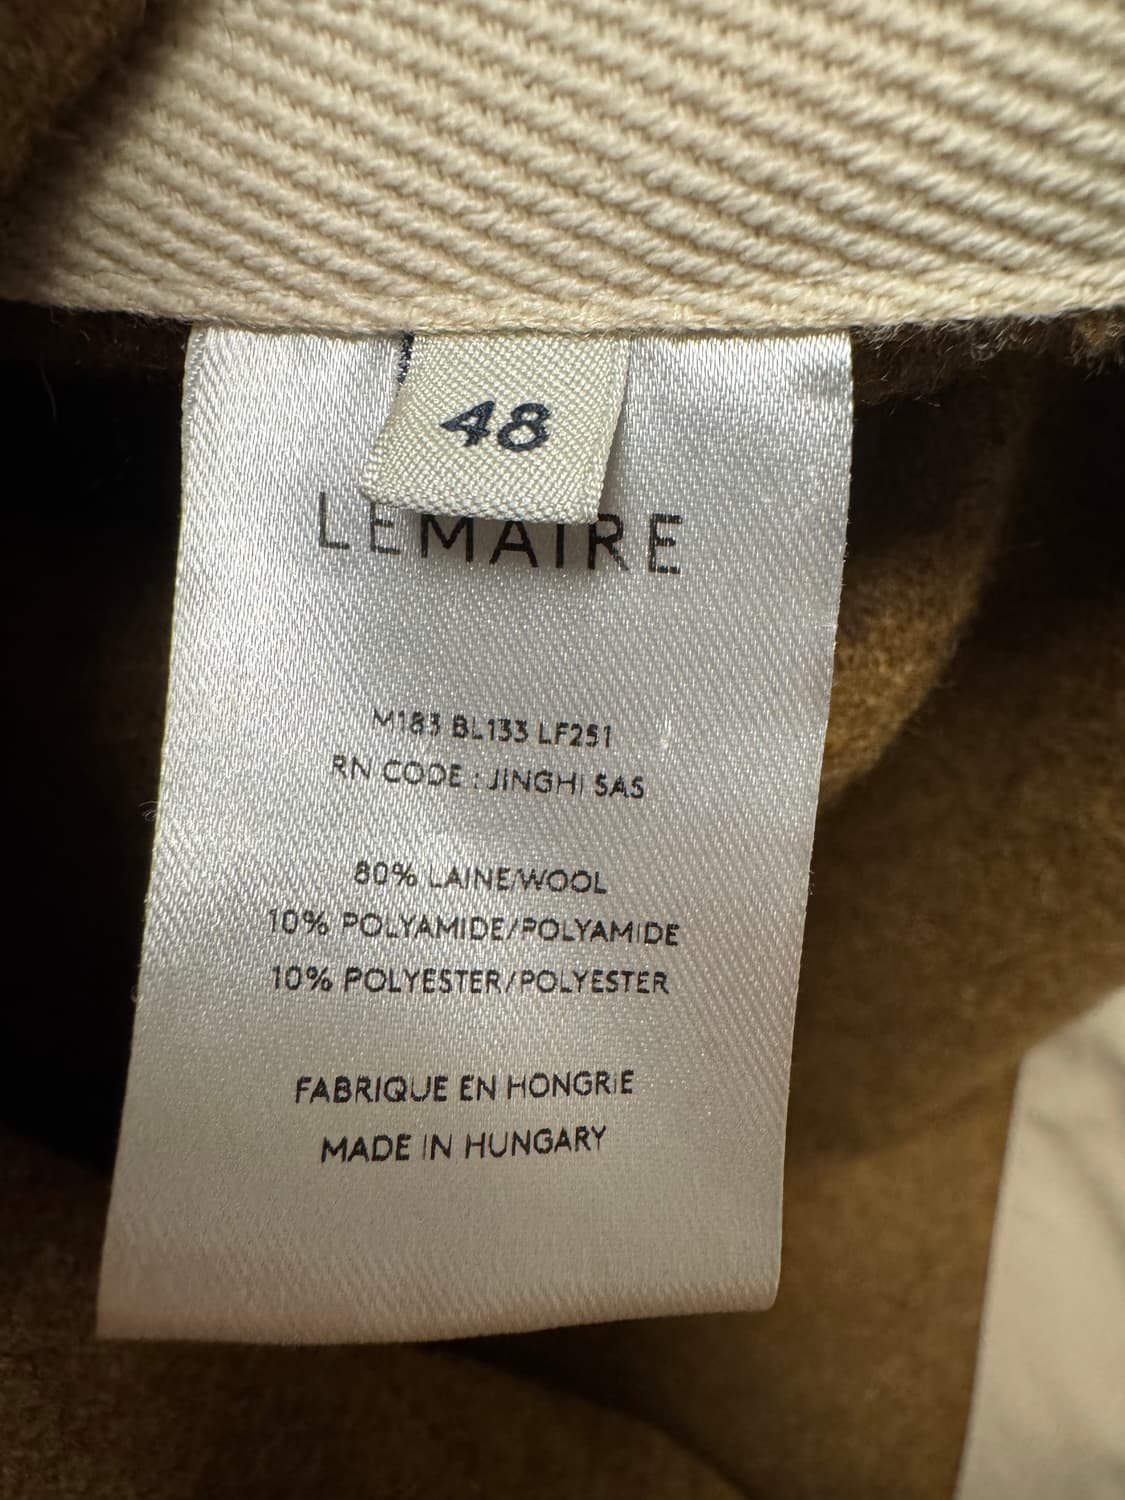 48
LEMAIRE
M183 BL133 LF251
RN CODE : JINGHI SAS
80% LAINE/WOOL
10% POLYAMIDE/POLYAMIDE
10% POLYESTER/POLYESTER
FABRIQUE EN HONGRIE
MADE IN HUNGARY